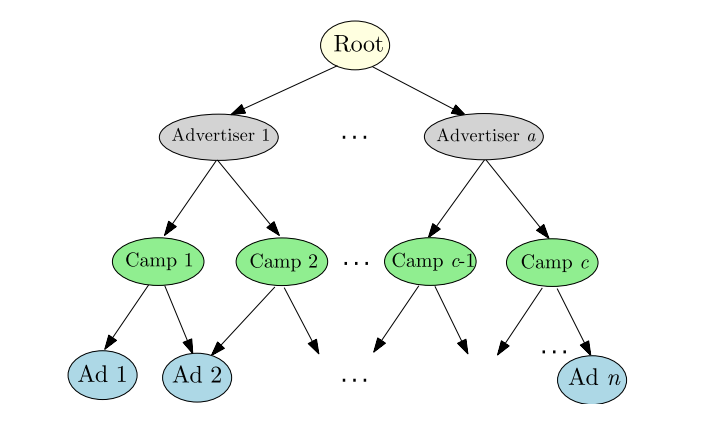 Root
Advertiser 1 ... Advertiser a
Camp 1 Camp 2 ... Camp c-1 Camp c
...
Ad 1 Ad 2 ... Ad n